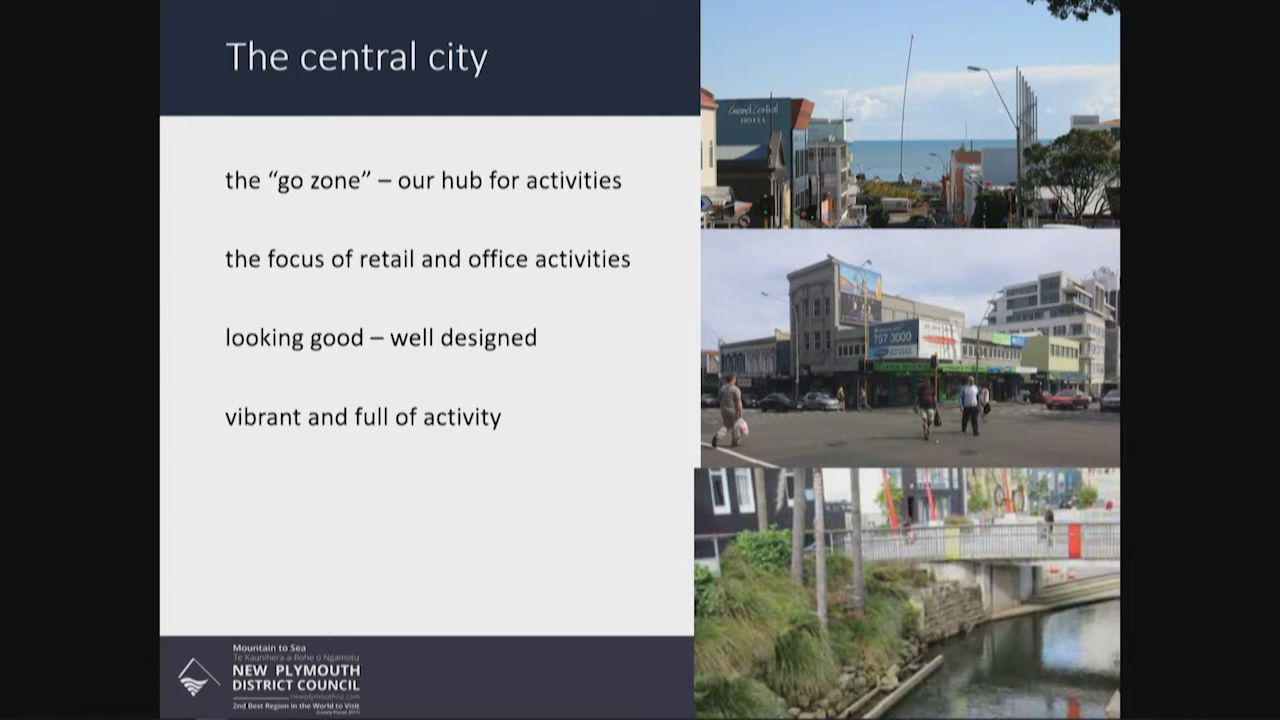 The central city
the “go zone” – our hub for activities
the focus of retail and office activities
looking good – well designed
vibrant and full of activity
Grand Central
HOTEL
757 3000
Mountain to Sea
Te Kaunihera-a-Rohe o Ngamotu
NEW PLYMOUTH
DISTRICT COUNCIL
newplymouthnz.com
2nd Best Region in the World to Visit